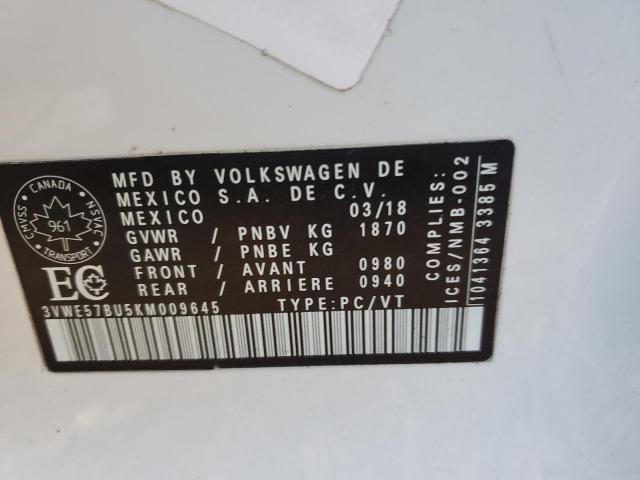 CANADA
CMVSS
NSVAC
961
TRANSPORT
MFD BY VOLKSWAGEN DE
MEXICO S.A. DE C.V.
MEXICO 03/18
GVWR / PNBV KG 1870
GAWR / PNBE KG
FRONT / AVANT 0980
REAR / ARRIERE 0940
EC
3VWE57BU5KM009645 TYPE:PC/VT
COMPLIES:
ICES/NMB-002
1041364 3385 M